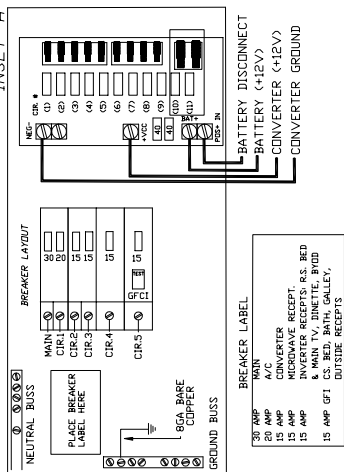 INSET A
CIR. #
(1)
(2)
(3)
(4)
(5)
(6)
(7)
(8)
(9)
(10)
(11)
NEG-
+VCC
40
40
BAT+
POS+ IN
BATTERY DISCONNECT
BATTERY (+12V)
CONVERTER (+12V)
CONVERTER GROUND
BREAKER LAYOUT
30 20
15 15
15
15
TEST
GFCI
MAIN
CIR.1
CIR.2
CIR.3
CIR.4
CIR.5
NEUTRAL BUSS
PLACE BREAKER
LABEL HERE
8GA BARE
COPPER
GROUND BUSS
BREAKER LABEL
30 AMP MAIN
20 AMP A/C
15 AMP CONVERTER
15 AMP MICROWAVE RECEPT.
15 AMP INVERTER RECEPTS: R.S. BED
& MAIN TV, DINETTE, BYOD
15 AMP GFI CS. BED, BATH, GALLEY,
OUTSIDE RECEPTS